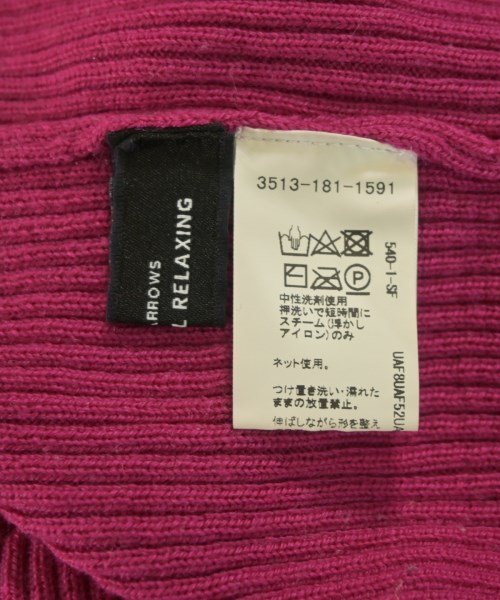 ARROWS
L RELAXING
3513-181-1591
中性洗剤使用
押洗いで短時間に
スチーム(浮かし
アイロン)のみ
ネット使用。
つけ置き洗い・濡れた
ままの放置禁止。
伸ばしながら形を整え
540-1-SF
UAF8UAF52UA